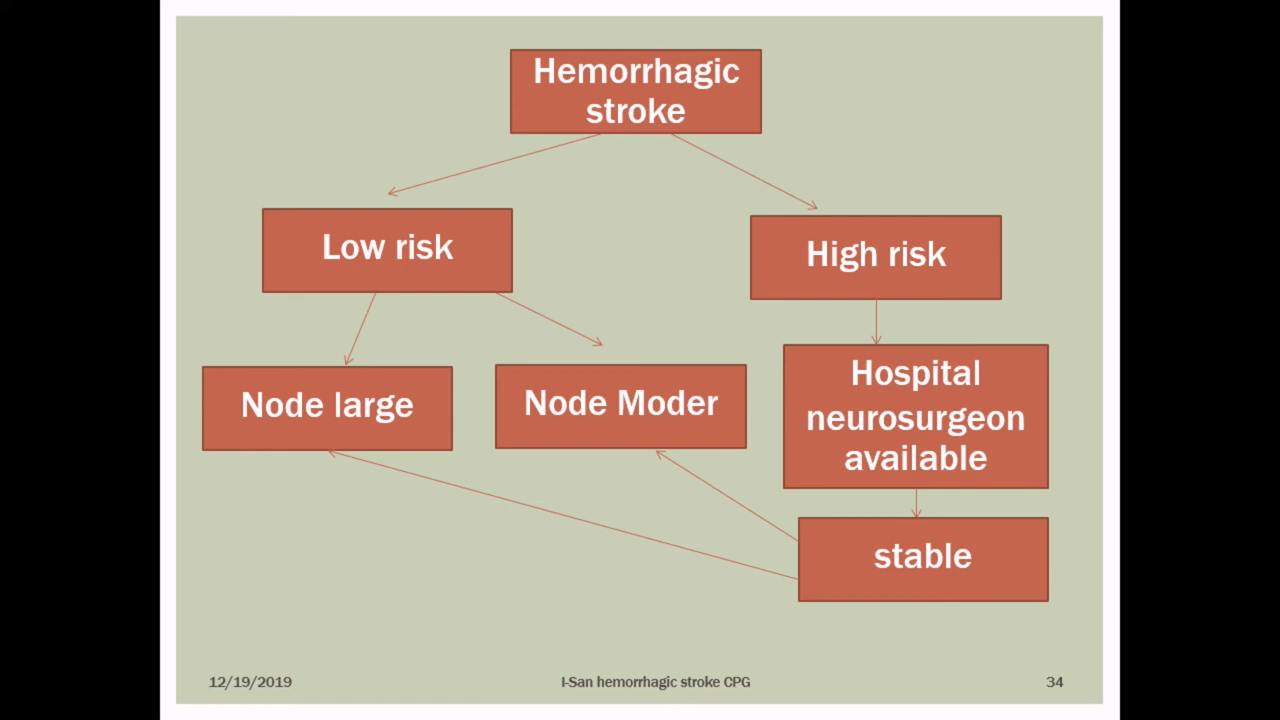 Hemorrhagic
stroke
Low risk
High risk
Node large
Node Moder
Hospital
neurosurgeon
available
stable
12/19/2019
I-San hemorrhagic stroke CPG
34